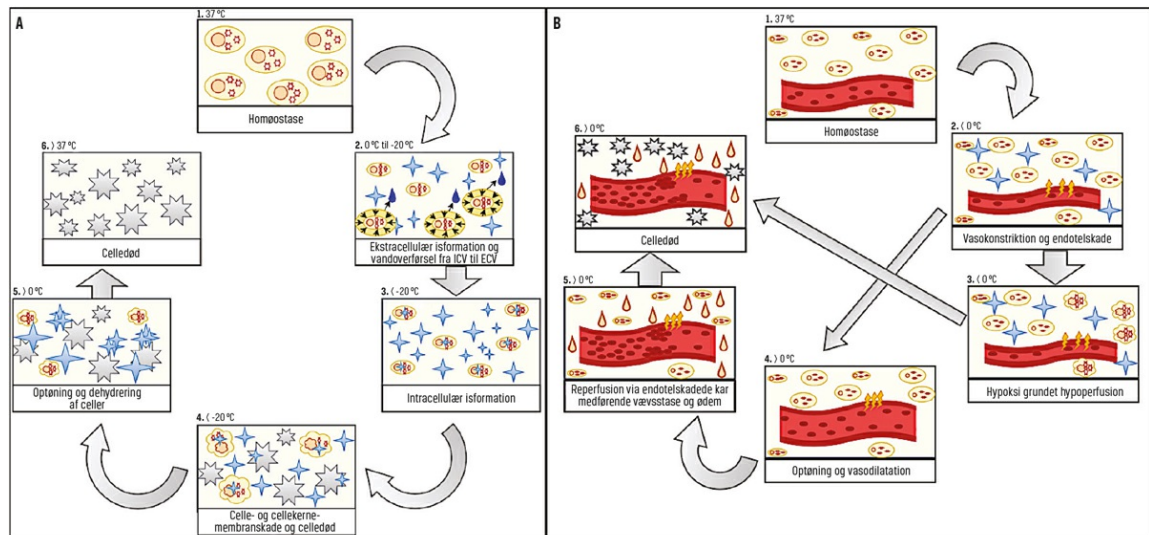 A
1. 37 °C
Homøostase
2. 0 °C til -20 °C
Ekstracellulær isformation og
vandoverførsel fra ICV til ECV
3. ⟨ -20 °C
Intracellulær isformation
4. ⟨ -20 °C
Celle- og cellekerne-
membranskade og celledød
5. ⟩ 0 °C
Optøning og dehydrering
af celler
6. ⟩ 37 °C
Celledød
B
1. 37 °C
Homøostase
2. ⟨ 0 °C
Vasokonstriktion og endotelskade
3. ⟨ 0 °C
Hypoksi grundet hypoperfusion
4. ⟩ 0 °C
Optøning og vasodilatation
5. ⟩ 0 °C
Reperfusion via endotelskadede kar
medførende vævsstase og ødem
6. ⟩ 0 °C
Celledød